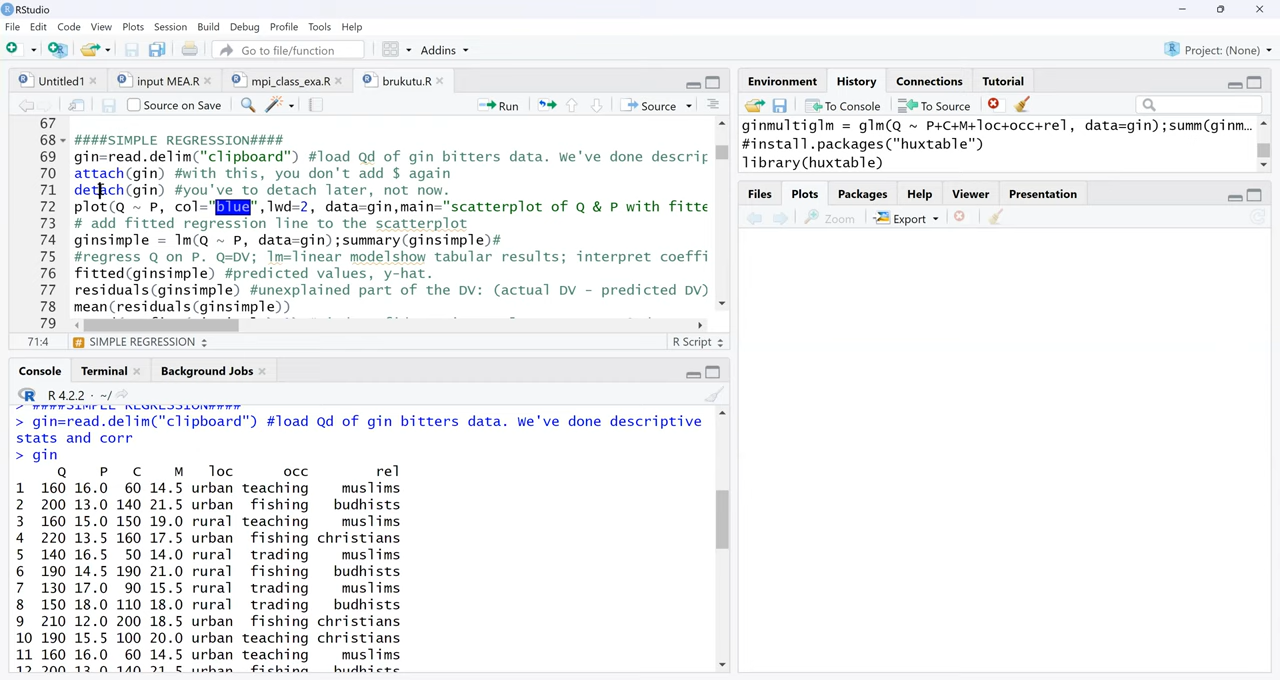 RStudio
File Edit Code View Plots Session Build Debug Profile Tools Help
Go to file/function Addins Project: (None)
Untitled1 input MEA.R mpi_class_exa.R brukutu.R
Source on Save Run Source
67
68 ####SIMPLE REGRESSION####
69 gin=read.delim("clipboard") #load Qd of gin bitters data. We've done descrip
70 attach(gin) #with this, you don't add $ again
71 detach(gin) #you've to detach later, not now.
72 plot(Q ~ P, col="blue",lwd=2, data=gin,main="scatterplot of Q & P with fitte
73 # add fitted regression line to the scatterplot
74 ginsimple = lm(Q ~ P, data=gin);summary(ginsimple)#
75 #regress Q on P. Q=DV; lm=linear modelshow tabular results; interpret coeffi
76 fitted(ginsimple) #predicted values, y-hat.
77 residuals(ginsimple) #unexplained part of the DV: (actual DV - predicted DV)
78 mean(residuals(ginsimple))
79
71:4 # SIMPLE REGRESSION R Script
Console Terminal Background Jobs
R 4.2.2 · ~/
> ####SIMPLE REGRESSION####
> gin=read.delim("clipboard") #load Qd of gin bitters data. We've done descriptive
stats and corr
> gin
Q P C M loc occ rel
1 160 16.0 60 14.5 urban teaching muslims
2 200 13.0 140 21.5 urban fishing budhists
3 160 15.0 150 19.0 rural teaching muslims
4 220 13.5 160 17.5 urban fishing christians
5 140 16.5 50 14.0 rural trading muslims
6 190 14.5 190 21.0 rural fishing budhists
7 130 17.0 90 15.5 rural trading muslims
8 150 18.0 110 18.0 rural trading budhists
9 210 12.0 200 18.5 urban fishing christians
10 190 15.5 100 20.0 urban teaching christians
11 160 16.0 60 14.5 urban teaching muslims
12 200 13.0 140 21.5 urban fishing budhists
Environment History Connections Tutorial
To Console To Source
ginmultiglm = glm(Q ~ P+C+M+loc+occ+rel, data=gin);summ(ginm...
#install.packages("huxtable")
library(huxtable)
Files Plots Packages Help Viewer Presentation
Zoom Export